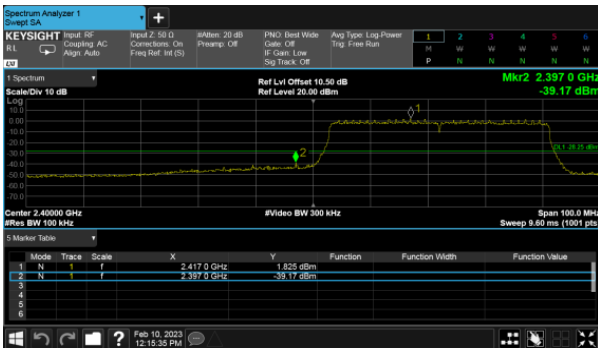 Spectrum Analyzer 1
Swept SA
+
KEYSIGHT Input: RF Input Z: 50 Ω #Atten: 20 dB PNO: Best Wide Avg Type: Log-Power 1 2 3 4 5 6
RL Coupling: AC Corrections: On Preamp: Off Gate: Off Trig: Free Run M W W W W W
Align: Auto Freq Ref: Int (S) IF Gain: Low
Sig Track: Off P N N N N N
LXI
1 Spectrum Ref Lvl Offset 10.50 dB Mkr2 2.397 0 GHz
Scale/Div 10 dB Ref Level 20.00 dBm -39.17 dBm
Log
10.0
0.00
-10.0
-20.0
-30.0
-40.0
-50.0
-60.0
-70.0
1
2
DL1 -28.25 dBm
Center 2.40000 GHz #Video BW 300 kHz Span 100.0 MHz
#Res BW 100 kHz Sweep 9.60 ms (1001 pts)
5 Marker Table
Mode Trace Scale X Y Function Function Width Function Value
1 N 1 f 2.417 0 GHz 1.825 dBm
2 N 1 f 2.397 0 GHz -39.17 dBm
3
4
5
6
? Feb 10, 2023
12:15:35 PM